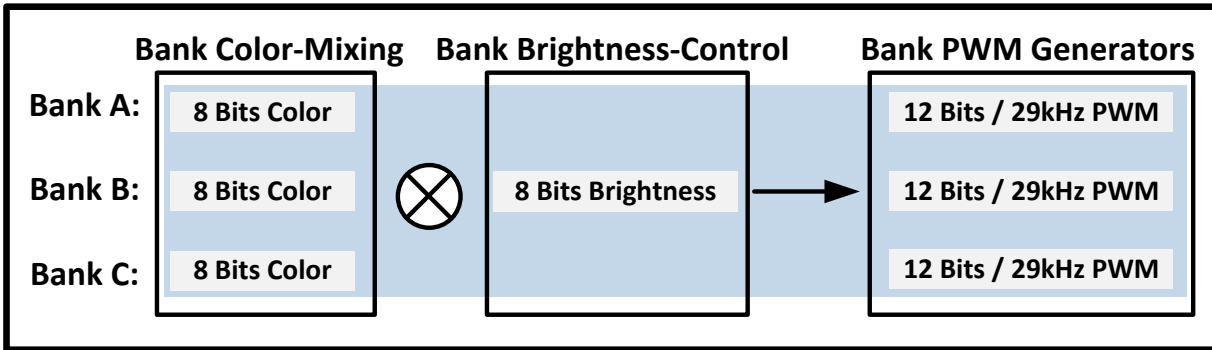 Bank Color-Mixing Bank Brightness-Control Bank PWM Generators
Bank A: 8 Bits Color 12 Bits / 29kHz PWM
Bank B: 8 Bits Color 8 Bits Brightness 12 Bits / 29kHz PWM
Bank C: 8 Bits Color 12 Bits / 29kHz PWM